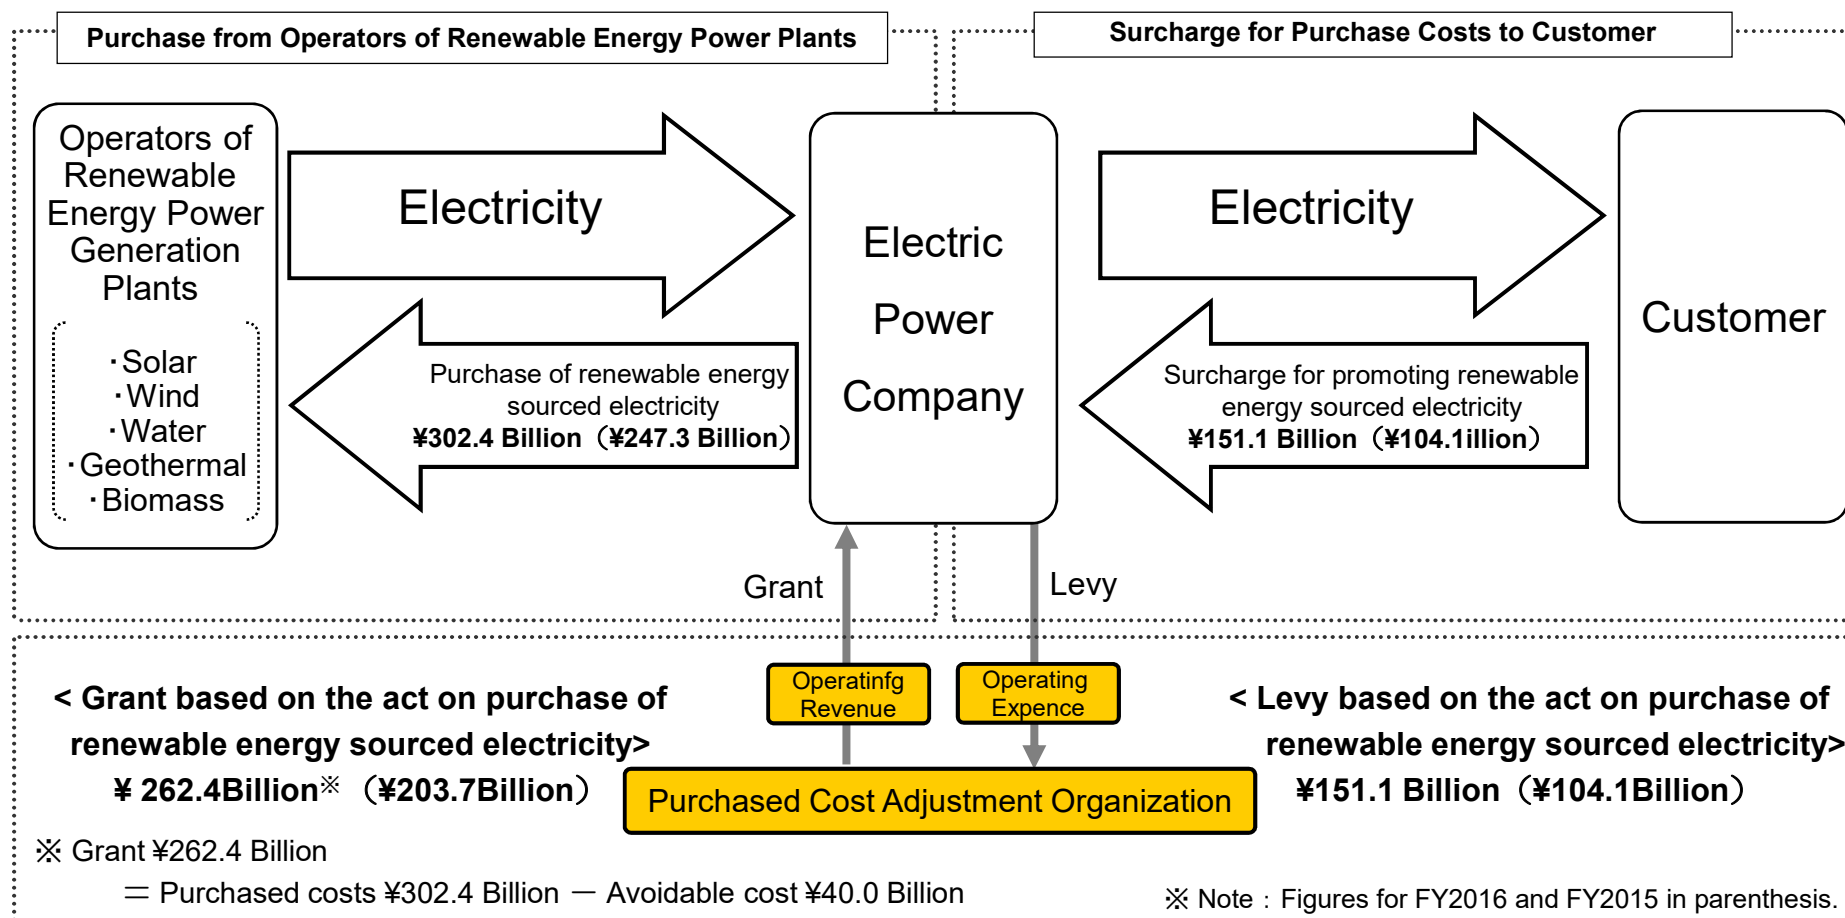 Purchase from Operators of Renewable Energy Power Plants
Surcharge for Purchase Costs to Customer
Operators of
Renewable
Energy Power
Generation
Plants
・Solar
・Wind
・Water
・Geothermal
・Biomass
Electricity
Purchase of renewable energy
sourced electricity
¥302.4 Billion（¥247.3 Billion）
Electric
Power
Company
Electricity
Surcharge for promoting renewable
energy sourced electricity
¥151.1 Billion（¥104.1illion）
Customer
Grant
Levy
Operatinfg
Revenue
Operating
Expence
< Grant based on the act on purchase of
renewable energy sourced electricity>
¥ 262.4Billion※（¥203.7Billion）
Purchased Cost Adjustment Organization
< Levy based on the act on purchase of
renewable energy sourced electricity>
¥151.1 Billion（¥104.1Billion）
※ Grant ¥262.4 Billion
＝ Purchased costs ¥302.4 Billion － Avoidable cost ¥40.0 Billion
※ Note : Figures for FY2016 and FY2015 in parenthesis.